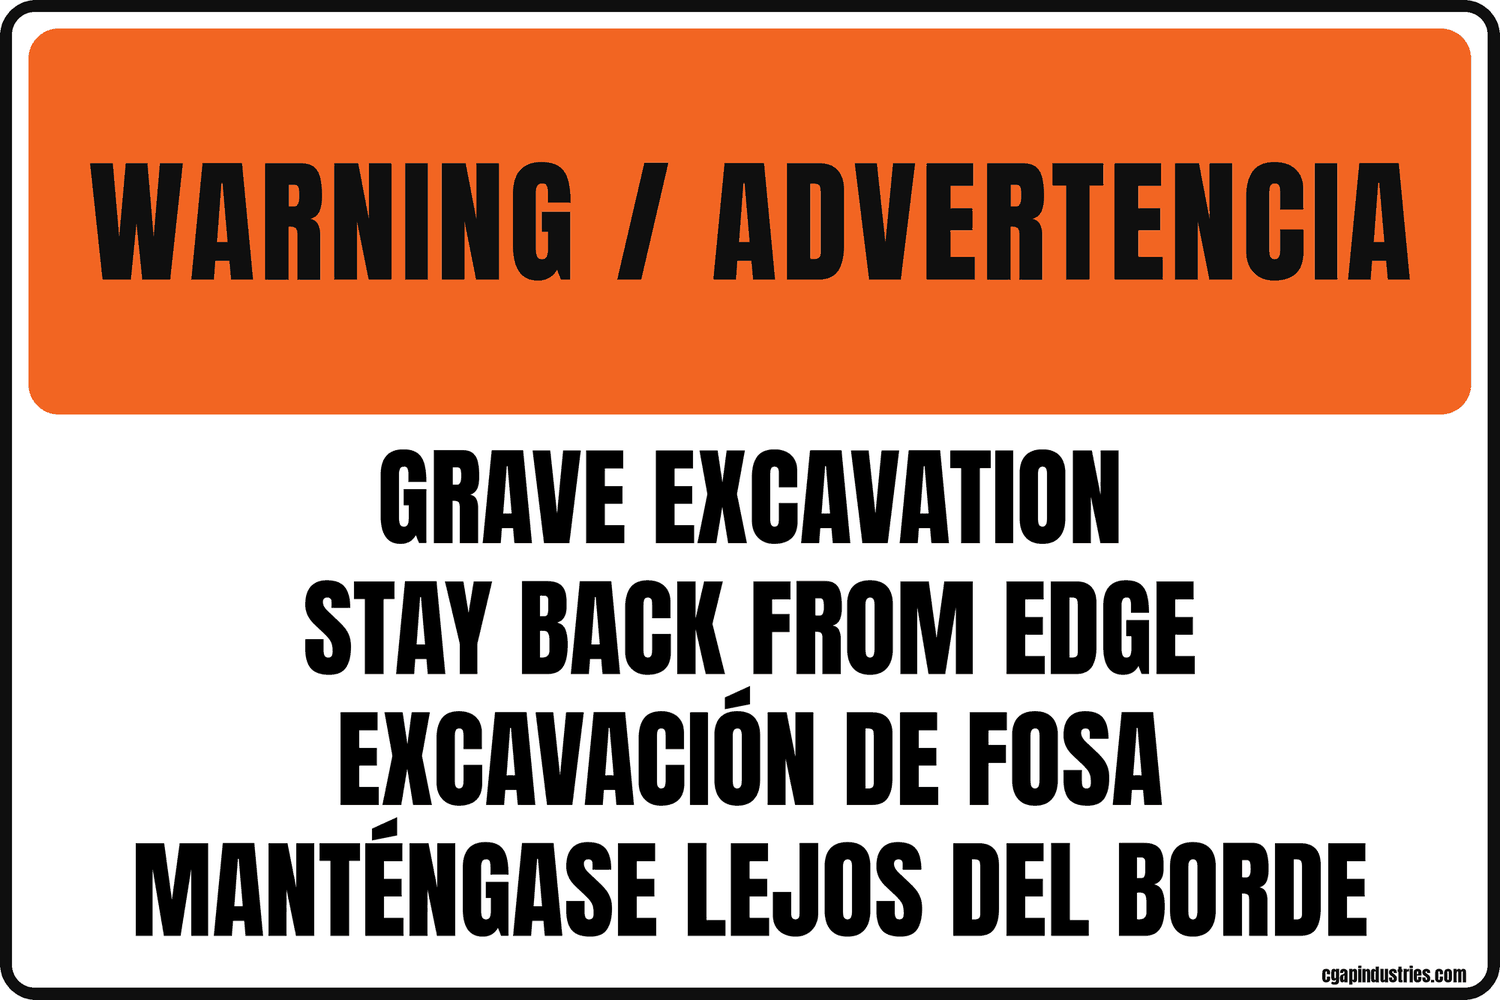 WARNING / ADVERTENCIA
GRAVE EXCAVATION
STAY BACK FROM EDGE
EXCAVACIÓN DE FOSA
MANTÉNGASE LEJOS DEL BORDE
cgapindustries.com